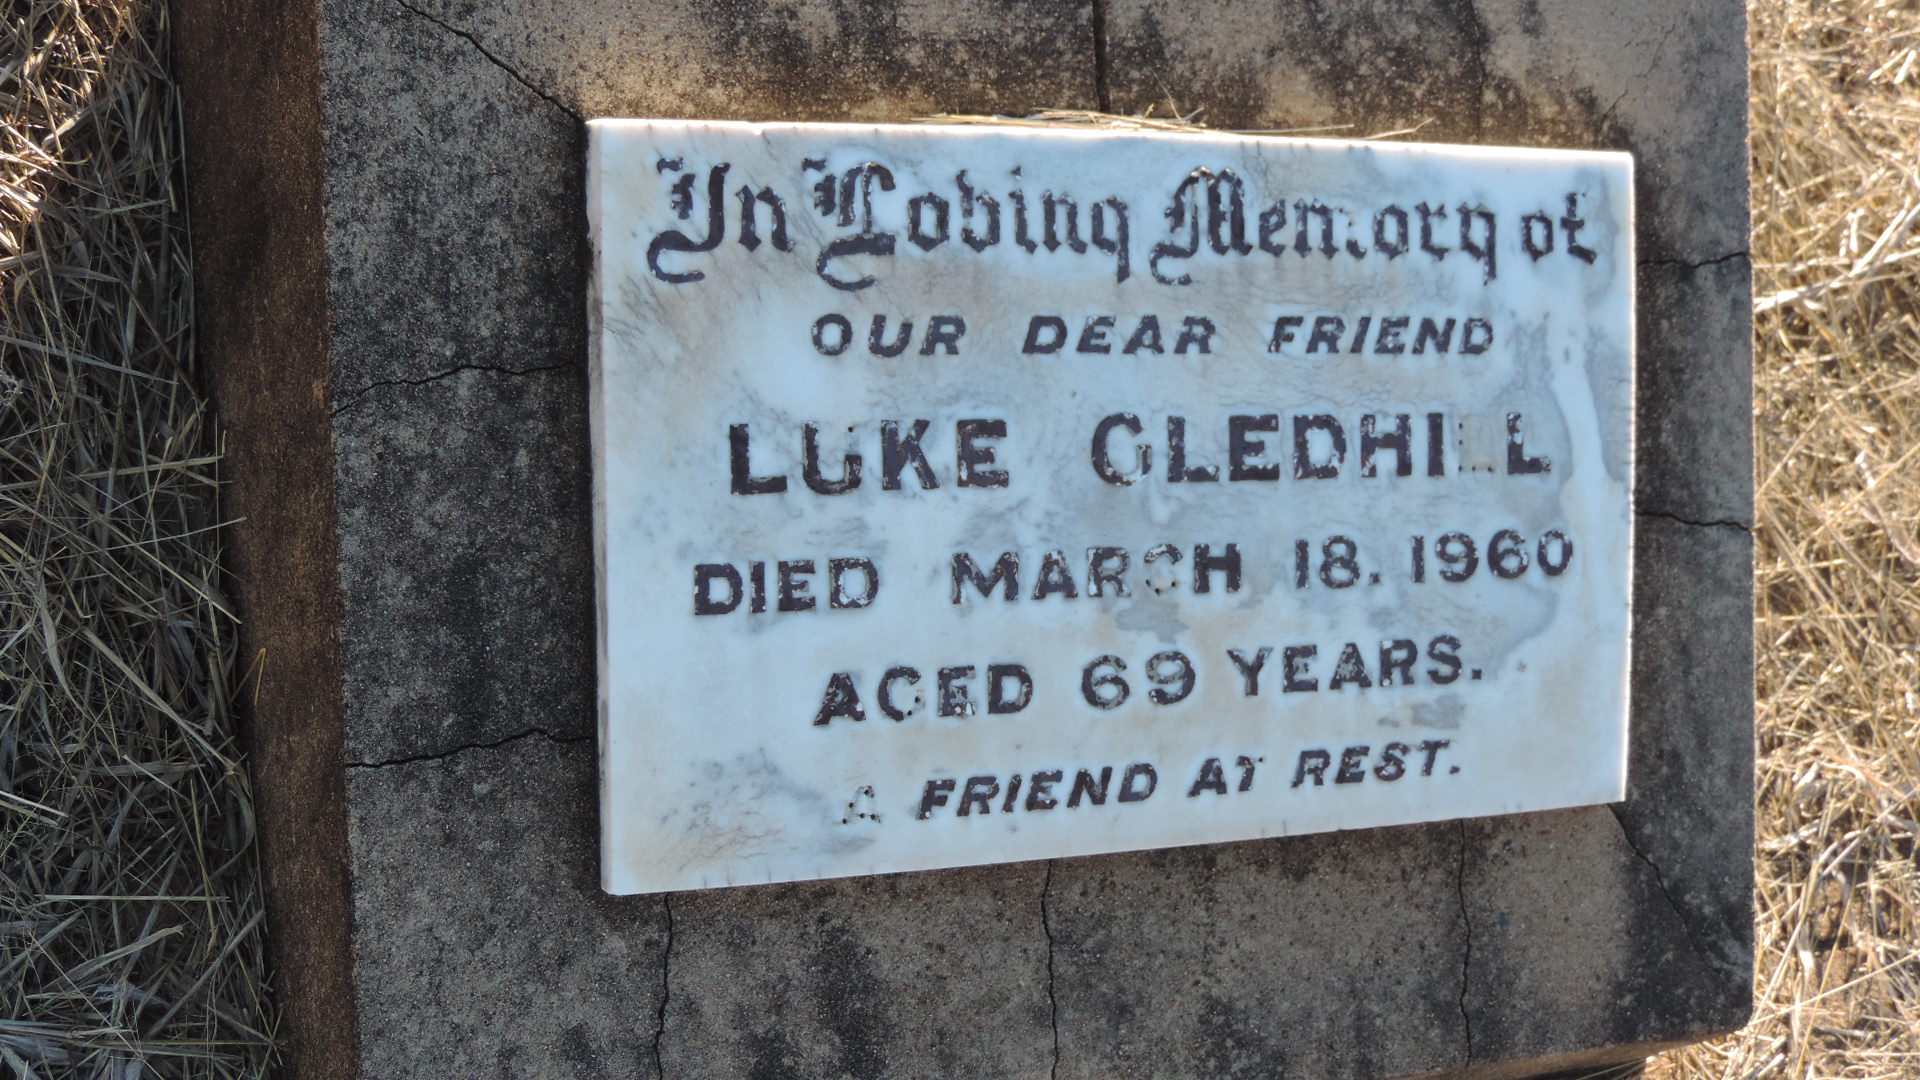 In Loving Memory of
OUR DEAR FRIEND
LUKE GLEDHILL
DIED MARCH 18. 1960
AGED 69 YEARS.
A FRIEND AT REST.